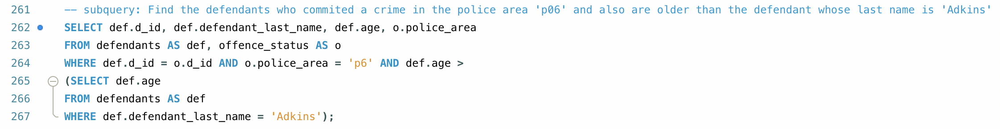 261 -- subquery: Find the defendants who commited a crime in the police area 'p06' and also are older than the defendant whose last name is 'Adkins'
262 SELECT def.d_id, def.defendant_last_name, def.age, o.police_area
263 FROM defendants AS def, offence_status AS o
264 WHERE def.d_id = o.d_id AND o.police_area = 'p6' AND def.age >
265 (SELECT def.age
266 FROM defendants AS def
267 WHERE def.defendant_last_name = 'Adkins');